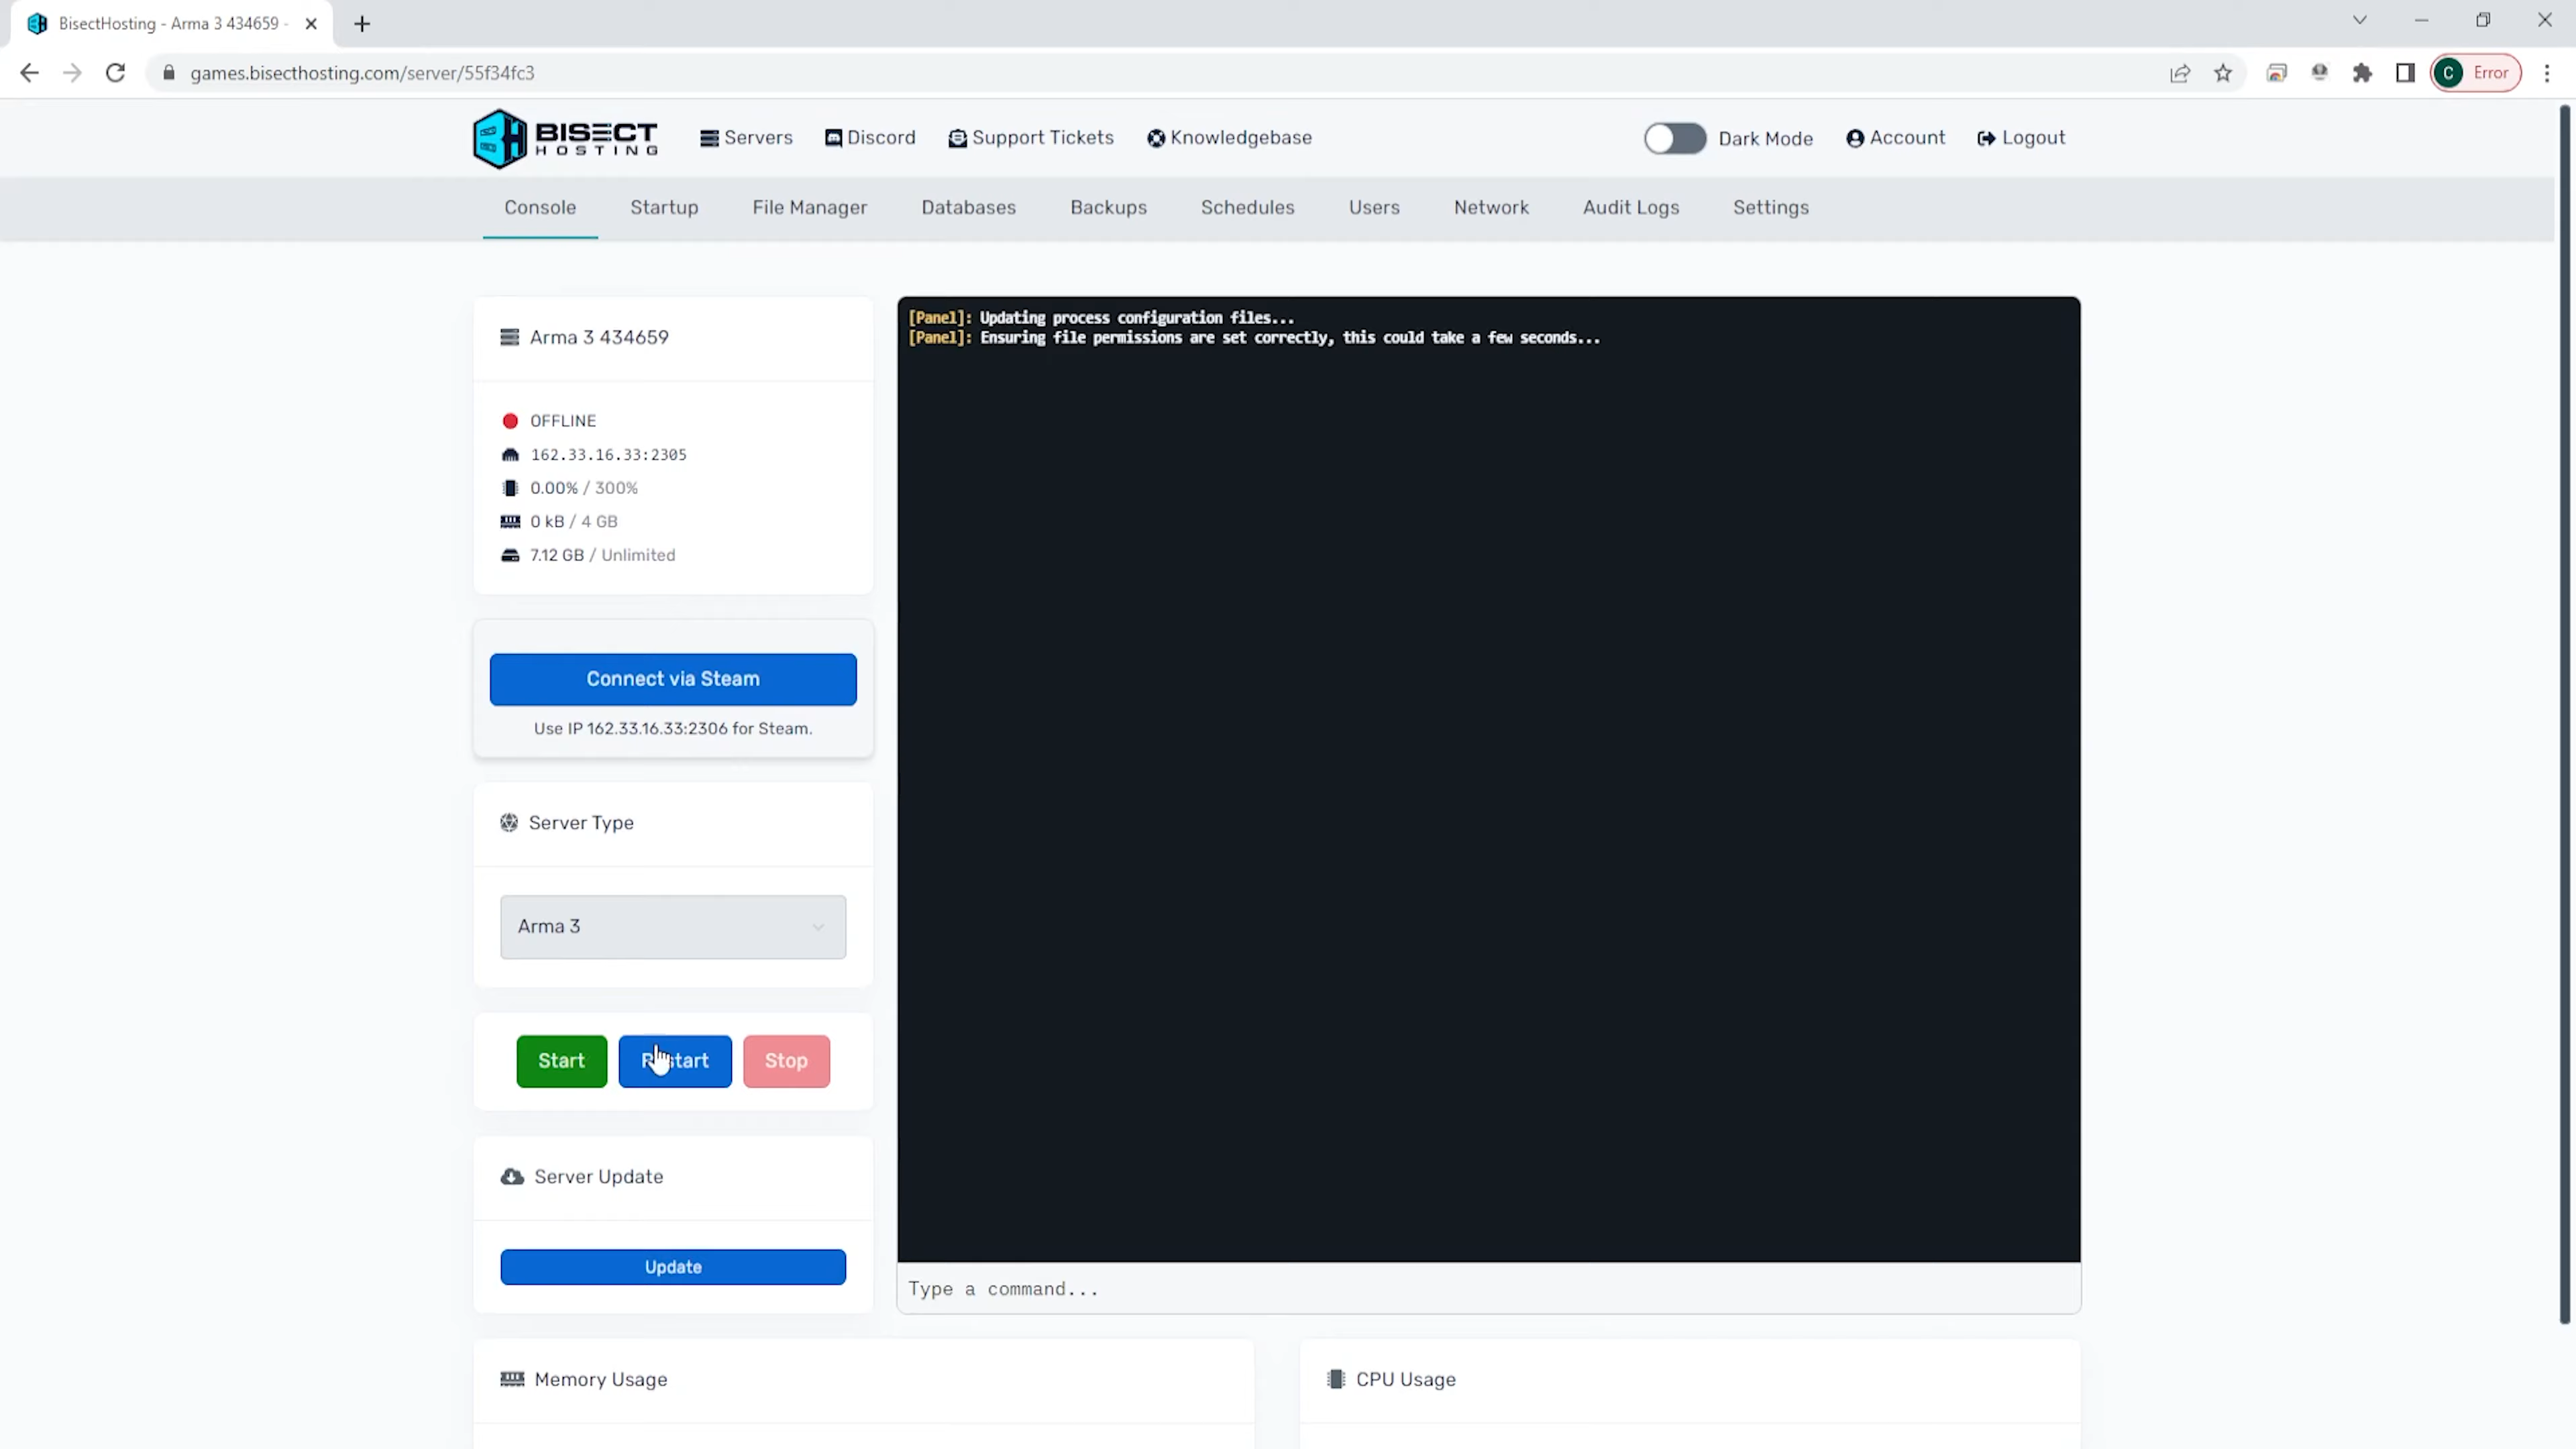 BisectHosting - Arma 3 434659 -
games.bisecthosting.com/server/55f34fc3
C Error
BISECT HOSTING
Servers
Discord
Support Tickets
Knowledgebase
Dark Mode
Account
Logout
Console
Startup
File Manager
Databases
Backups
Schedules
Users
Network
Audit Logs
Settings
Arma 3 434659
OFFLINE
162.33.16.33:2305
0.00% / 300%
0 kB / 4 GB
7.12 GB / Unlimited
[Panel]: Updating process configuration files...
[Panel]: Ensuring file permissions are set correctly, this could take a few seconds...
Connect via Steam
Use IP 162.33.16.33:2306 for Steam.
Server Type
Arma 3
Start
Restart
Stop
Server Update
Update
Type a command...
Memory Usage
CPU Usage